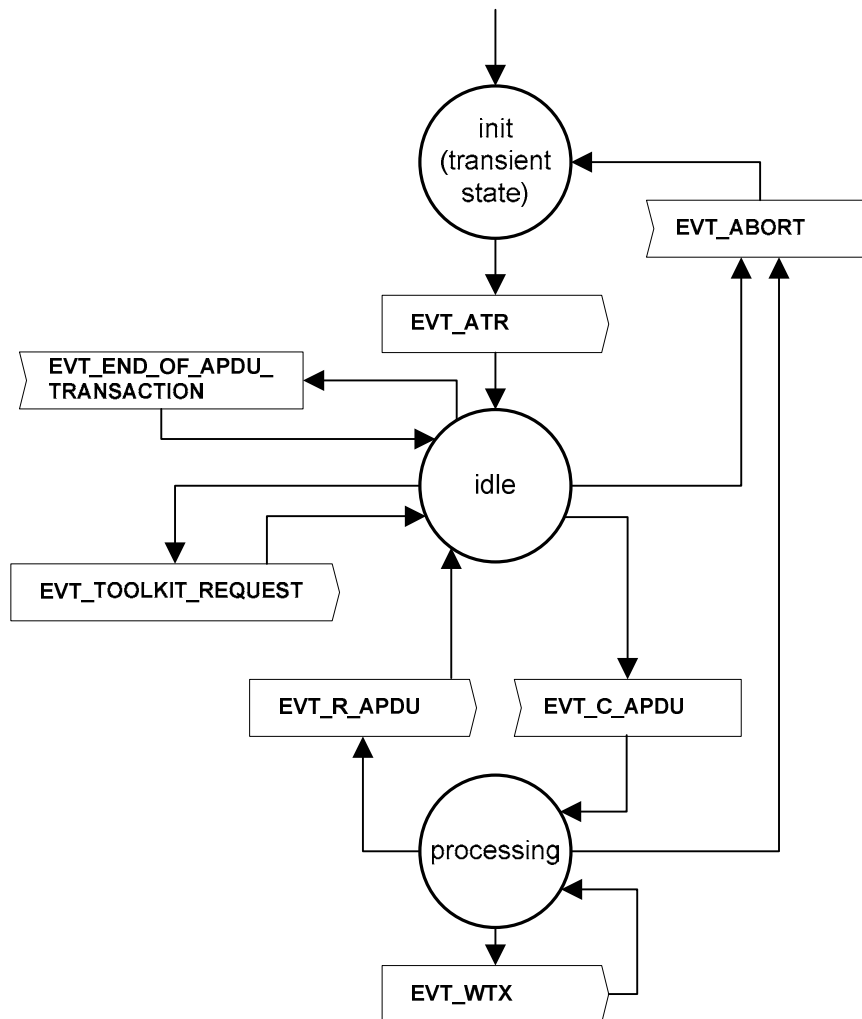 init
(transient
state)
EVT_ABORT
EVT_ATR
EVT_END_OF_APDU_
TRANSACTION
idle
EVT_TOOLKIT_REQUEST
EVT_R_APDU
EVT_C_APDU
processing
EVT_WTX